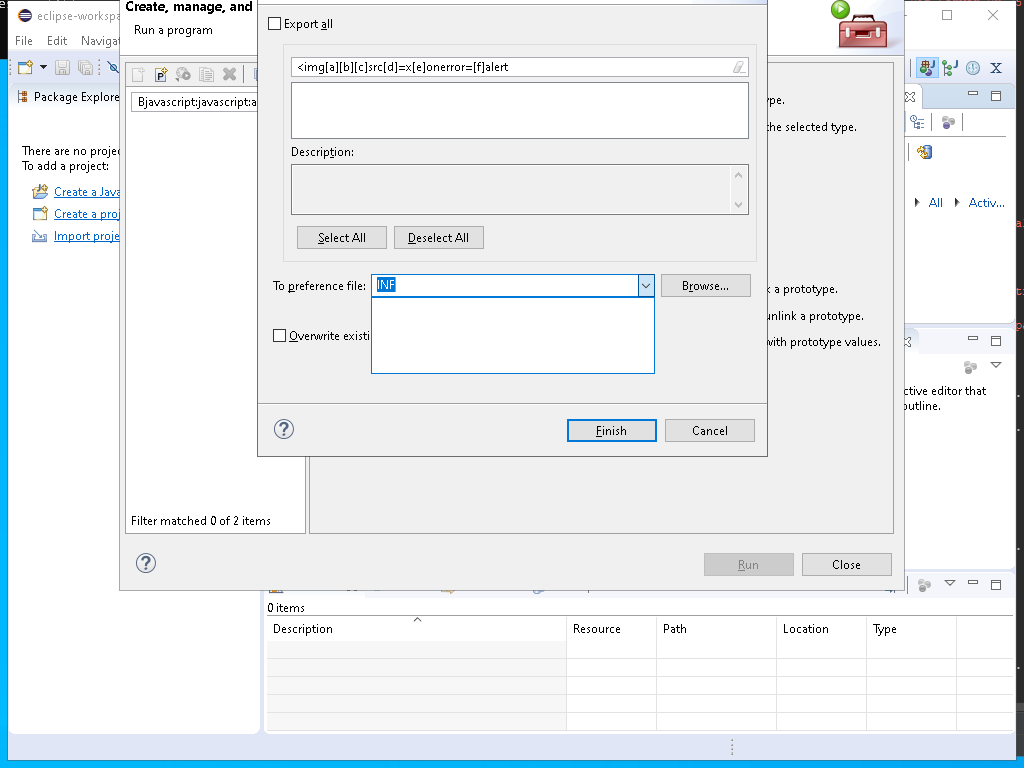 eclipse-workspa
Create, manage, and
Run a program
File Edit Navigat
Package Explore
There are no projec
To add a project:
Create a Java
Create a proj
Import proje
Bjavascript:javascript:a
Filter matched 0 of 2 items
Export all
<img[a][b][c]src[d]=x[e]onerror=[f]alert
Description:
Select All
Deselect All
To preference file:
INF
Browse...
Overwrite existi
Finish
Cancel
ype.
the selected type.
k a prototype.
unlink a prototype.
with prototype values.
Run
Close
All
Activ...
ctive editor that
outline.
0 items
Description Resource Path Location Type